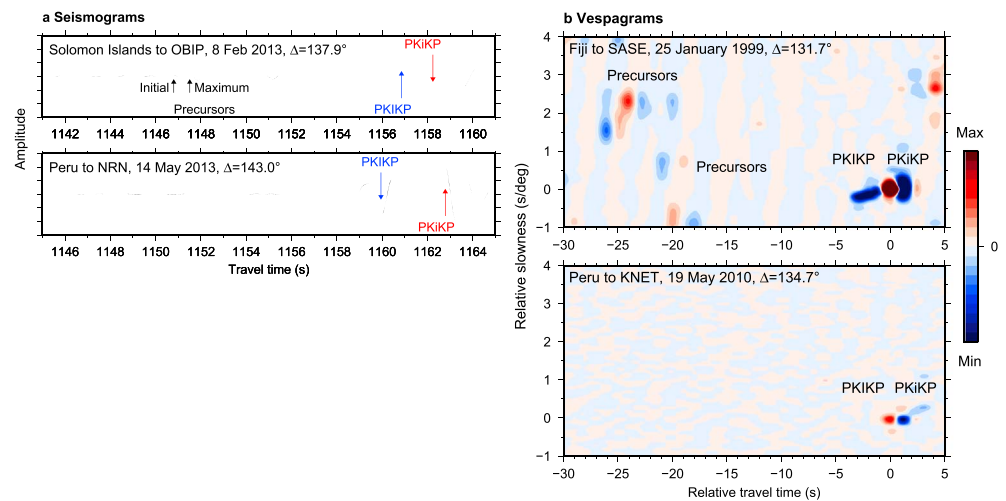 a Seismograms
Solomon Islands to OBIP, 8 Feb 2013, Δ=137.9°
PKiKP
Initial
Maximum
Precursors
PKIKP
1142 1144 1146 1148 1150 1152 1154 1156 1158 1160
Amplitude
Peru to NRN, 14 May 2013, Δ=143.0°
PKIKP
PKiKP
1146 1148 1150 1152 1154 1156 1158 1160 1162 1164
Travel time (s)
b Vespagrams
Fiji to SASE, 25 January 1999, Δ=131.7°
Precursors
Precursors
PKIKP PKiKP
4
3
2
1
0
−1
−30 −25 −20 −15 −10 −5 0 5
Relative slowness (s/deg)
Peru to KNET, 19 May 2010, Δ=134.7°
PKIKP PKiKP
4
3
2
1
0
−1
−30 −25 −20 −15 −10 −5 0 5
Relative travel time (s)
Max
0
Min